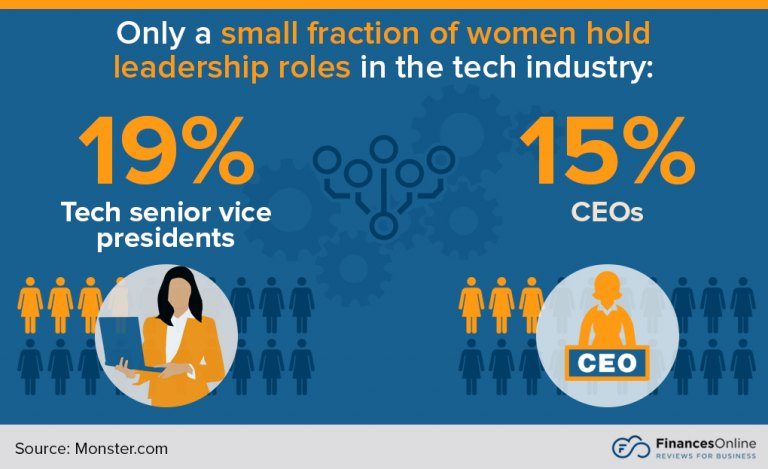 Only a small fraction of women hold
leadership roles in the tech industry:
19%
Tech senior vice
presidents
15%
CEOs
CEO
Source: Monster.com
FinancesOnline
REVIEWS FOR BUSINESS